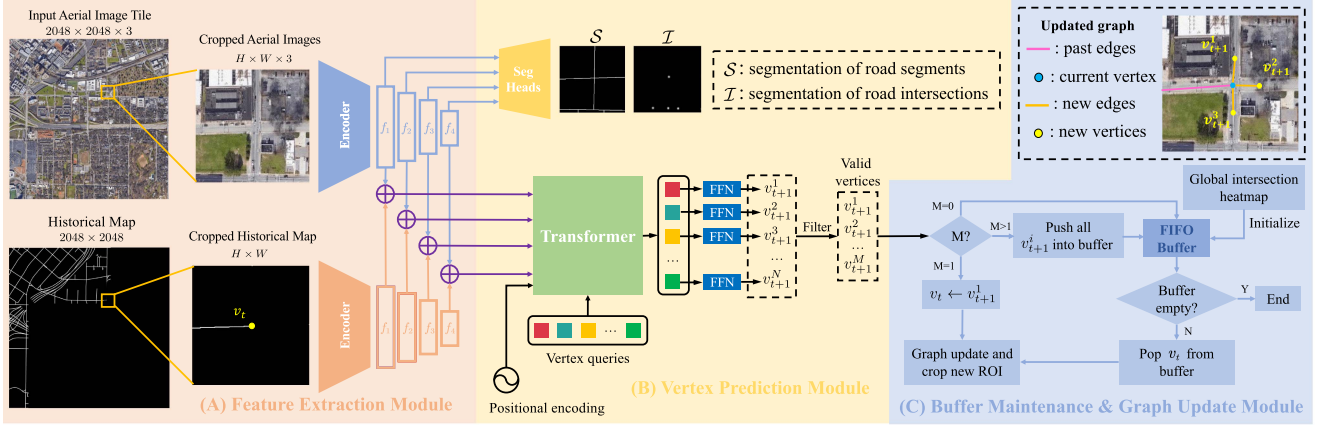 Input Aerial Image Tile
2048 × 2048 × 3
Cropped Aerial Images
H × W × 3
Encoder
f₁
f₂
f₃
f₄
Historical Map
2048 × 2048
Cropped Historical Map
H × W
vₜ
Encoder
f₁
f₂
f₃
f₄
(A) Feature Extraction Module
Seg
Heads
𝒮
ℐ
𝒮 : segmentation of road segments
ℐ : segmentation of road intersections
Transformer
Vertex queries
...
Positional encoding
...
FFN
FFN
FFN
FFN
v¹ₜ₊₁
v²ₜ₊₁
v³ₜ₊₁
...
vᴺₜ₊₁
Filter
Valid
vertices
v¹ₜ₊₁
v²ₜ₊₁
...
vᴹₜ₊₁
(B) Vertex Prediction Module
Updated graph
: past edges
: current vertex
: new edges
: new vertices
v¹ₜ₊₁
v²ₜ₊₁
v³ₜ₊₁
Global intersection
heatmap
Initialize
M=0
M?
M>1
M=1
Push all
vⁱₜ₊₁ into buffer
FIFO
Buffer
vₜ ← v¹ₜ₊₁
Buffer
empty?
Y
End
N
Graph update and
crop new ROI
Pop vₜ from
buffer
(C) Buffer Maintenance & Graph Update Module